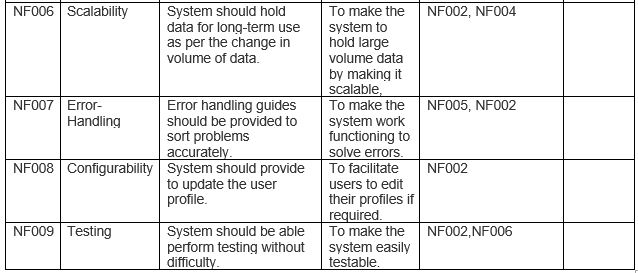 NF006 Scalability System should hold To make the NF002, NF004
data for long-term use system to
as per the change in hold large
volume of data. volume data
by making it
scalable,
NF007 Error- Error handling guides To make the NF005, NF002
Handling should be provided to system work
sort problems functioning to
accurately. solve errors.
NF008 Configurability System should provide To facilitate NF002
to update the user users to edit
profile. their profiles if
required.
NF009 Testing System should be able To make the NF002,NF006
perform testing without system easily
difficulty. testable.